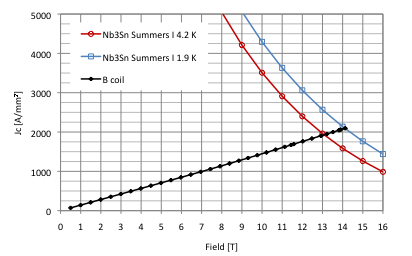 5000
4000
3000
2000
1000
0
Jc [A/mm²]
Nb3Sn Summers I 4.2 K
Nb3Sn Summers I 1.9 K
B coil
0 1 2 3 4 5 6 7 8 9 10 11 12 13 14 15 16
Field [T]